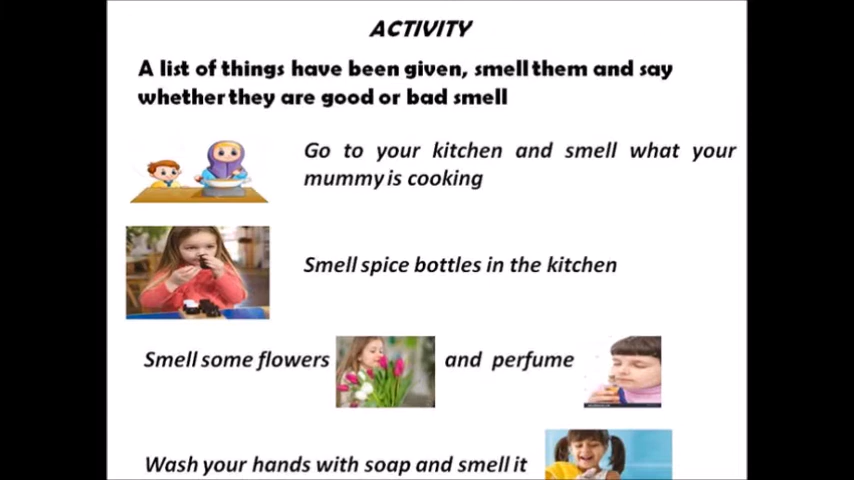 ACTIVITY
A list of things have been given, smell them and say
whether they are good or bad smell
Go to your kitchen and smell what your
mummy is cooking
Smell spice bottles in the kitchen
Smell some flowers and perfume
Wash your hands with soap and smell it